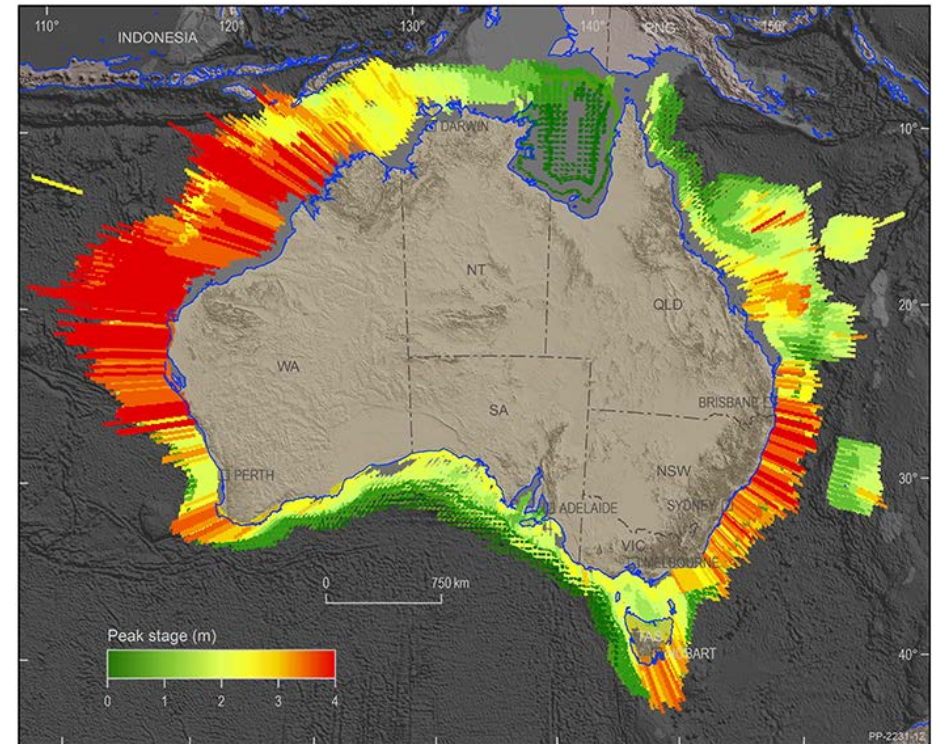 110°
120°
130°
140°
150°
INDONESIA
PNG
DARWIN
10°
NT
20°
QLD
WA
SA
BRISBANE
NSW
PERTH
30°
SYDNEY
ADELAIDE
VIC
MELBOURNE
0
750 km
Peak stage (m)
TAS
HOBART
40°
0
1
2
3
4
PP-2231-12